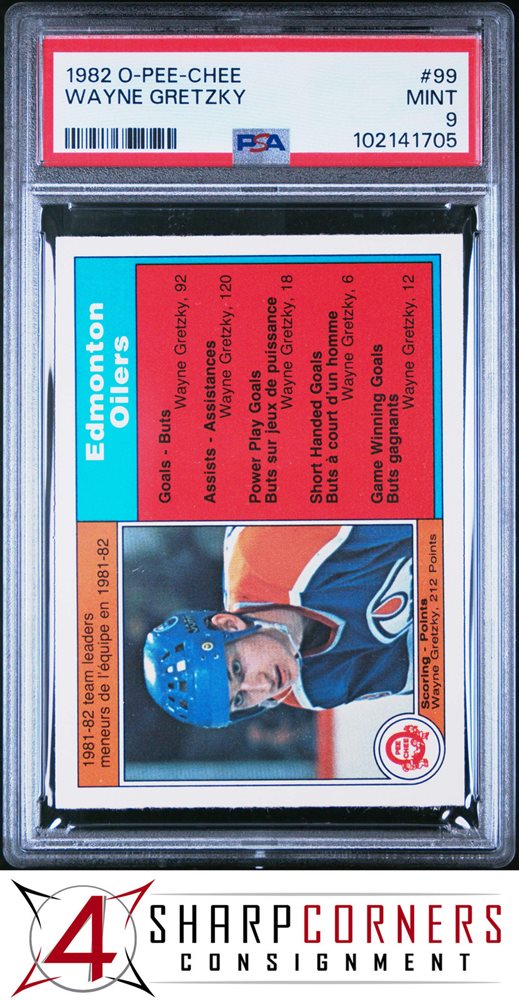 1982 O-PEE-CHEE #99
WAYNE GRETZKY MINT
9
PSA 102141705
Edmonton
Oilers
Goals - Buts
Wayne Gretzky, 92
Assists - Assistances
Wayne Gretzky, 120
Power Play Goals
Buts sur jeux de puissance
Wayne Gretzky, 18
Short Handed Goals
Buts à court d'un homme
Wayne Gretzky, 6
Game Winning Goals
Buts gagnants
Wayne Gretzky, 12
1981-82 team leaders
meneurs de l'équipe en 1981-82
Scoring - Points
Wayne Gretzky, 212 Points
O
PEE
CHEE
4 SHARPCORNERS
CONSIGNMENT